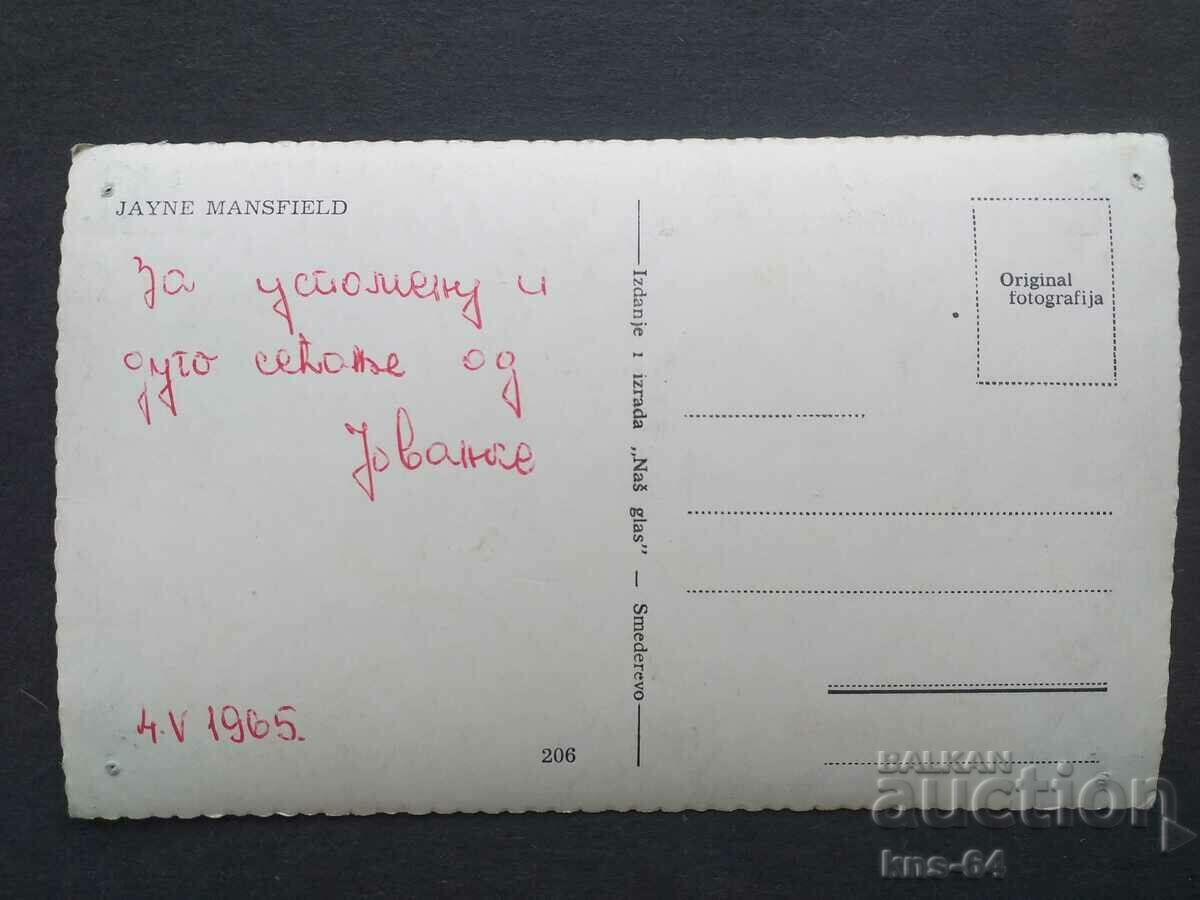 JAYNE MANSFIELD
За успомену и
дуго сећање од
Јованке
4.V 1965.
206
Izdanje i izrada „Naš glas” — Smederevo
Original
fotografija
BALKAN
auction
kns-64